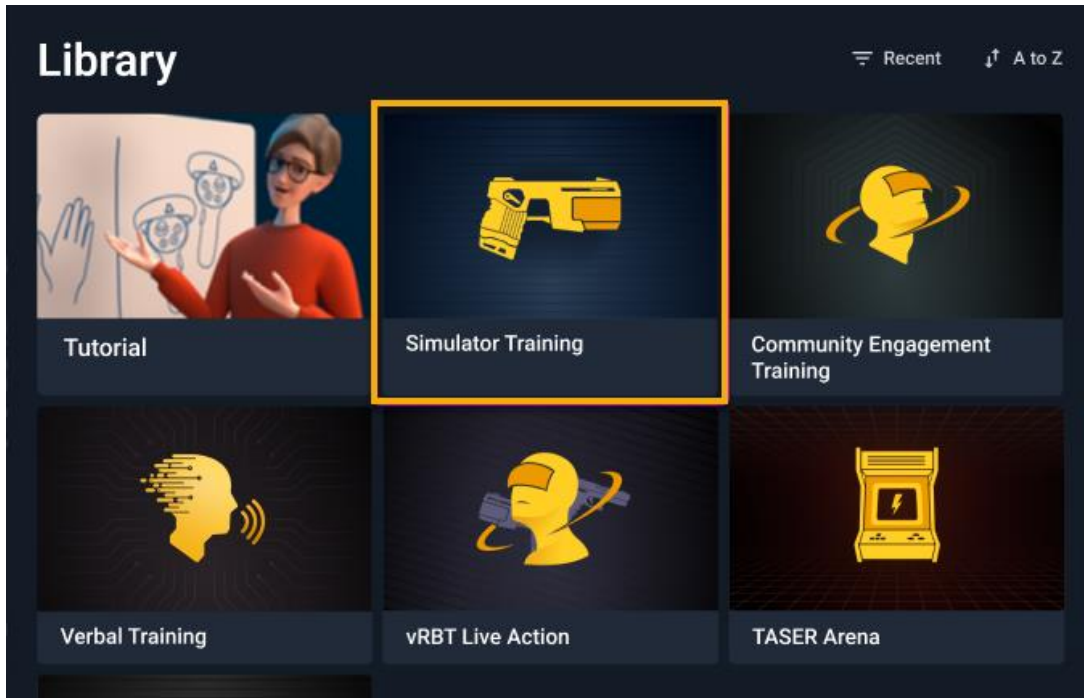 Library
Recent
A to Z
Tutorial
Simulator Training
Community Engagement
Training
Verbal Training
vRBT Live Action
TASER Arena